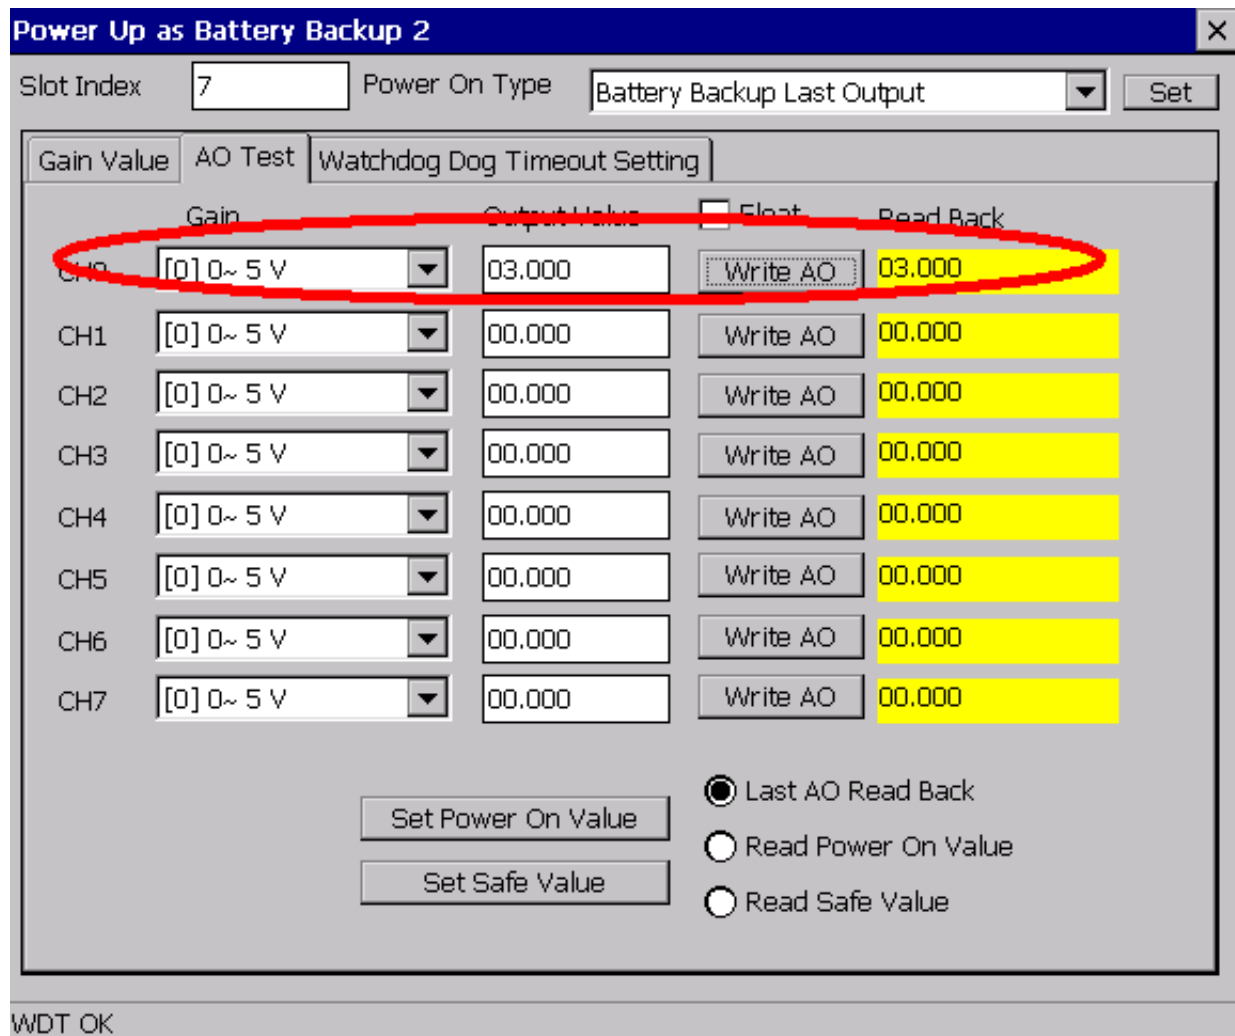 Power Up as Battery Backup 2
Slot Index 7 Power On Type Battery Backup Last Output Set
Gain Value AO Test Watchdog Dog Timeout Setting
Gain Output Value Float Read Back
CH0 [0] 0~ 5 V 03.000 Write AO 03.000
CH1 [0] 0~ 5 V 00.000 Write AO 00.000
CH2 [0] 0~ 5 V 00.000 Write AO 00.000
CH3 [0] 0~ 5 V 00.000 Write AO 00.000
CH4 [0] 0~ 5 V 00.000 Write AO 00.000
CH5 [0] 0~ 5 V 00.000 Write AO 00.000
CH6 [0] 0~ 5 V 00.000 Write AO 00.000
CH7 [0] 0~ 5 V 00.000 Write AO 00.000
Last AO Read Back
Set Power On Value
Read Power On Value
Set Safe Value
Read Safe Value
WDT OK